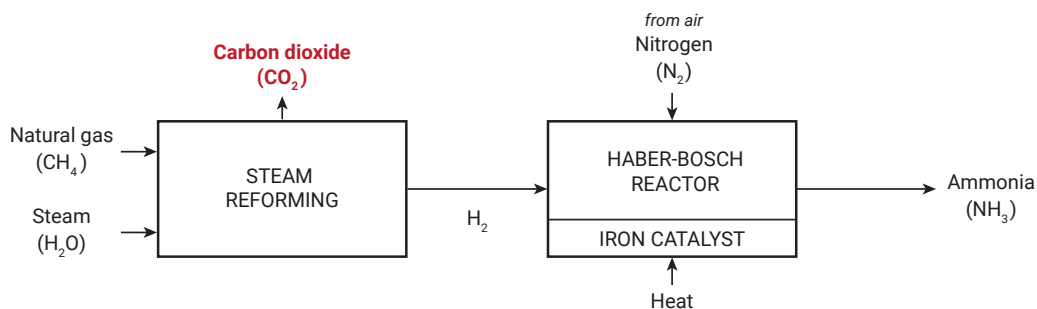 Carbon dioxide
(CO₂)
Natural gas
(CH₄)
Steam
(H₂O)
STEAM
REFORMING
H₂
from air
Nitrogen
(N₂)
HABER-BOSCH
REACTOR
IRON CATALYST
Heat
Ammonia
(NH₃)